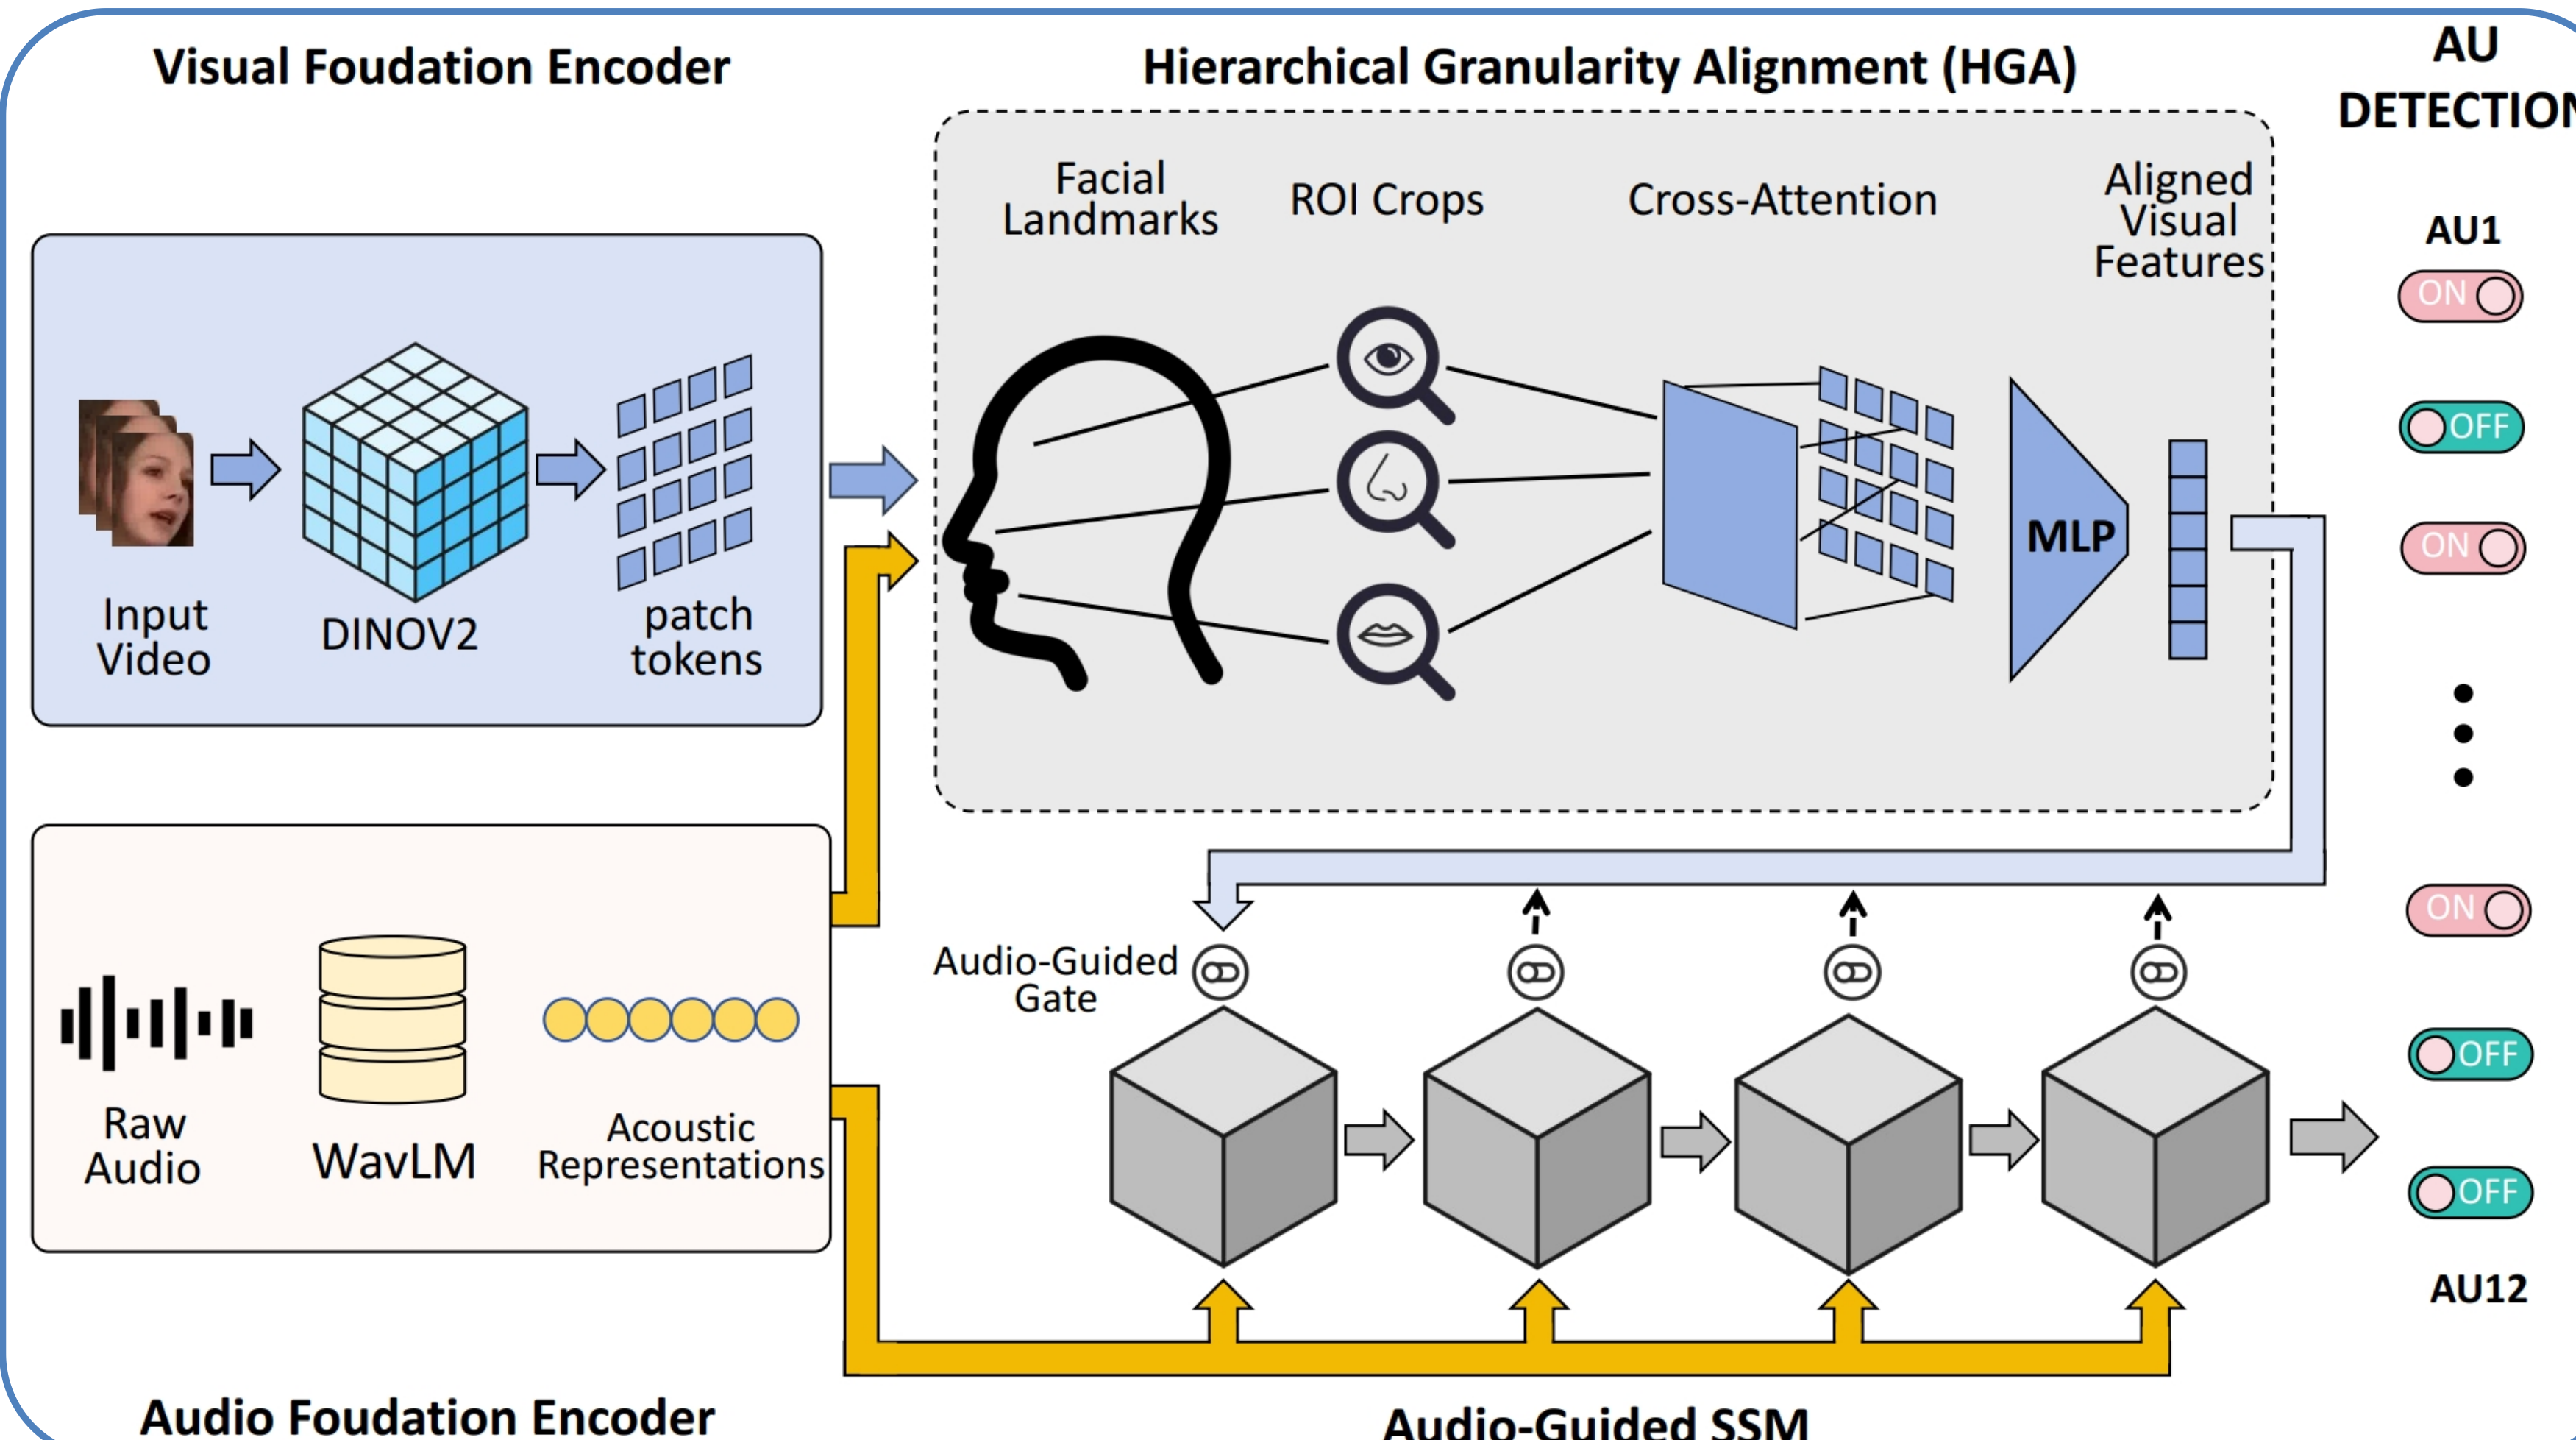 Visual Foudation Encoder
Input
Video
DINOV2
patch
tokens
Hierarchical Granularity Alignment (HGA)
Facial
Landmarks
ROI Crops
Cross-Attention
Aligned
Visual
Features
MLP
AU
DETECTION
AU1
ON
OFF
ON
ON
OFF
OFF
AU12
Raw
Audio
WavLM
Acoustic
Representations
Audio Foudation Encoder
Audio-Guided
Gate
Audio-Guided SSM